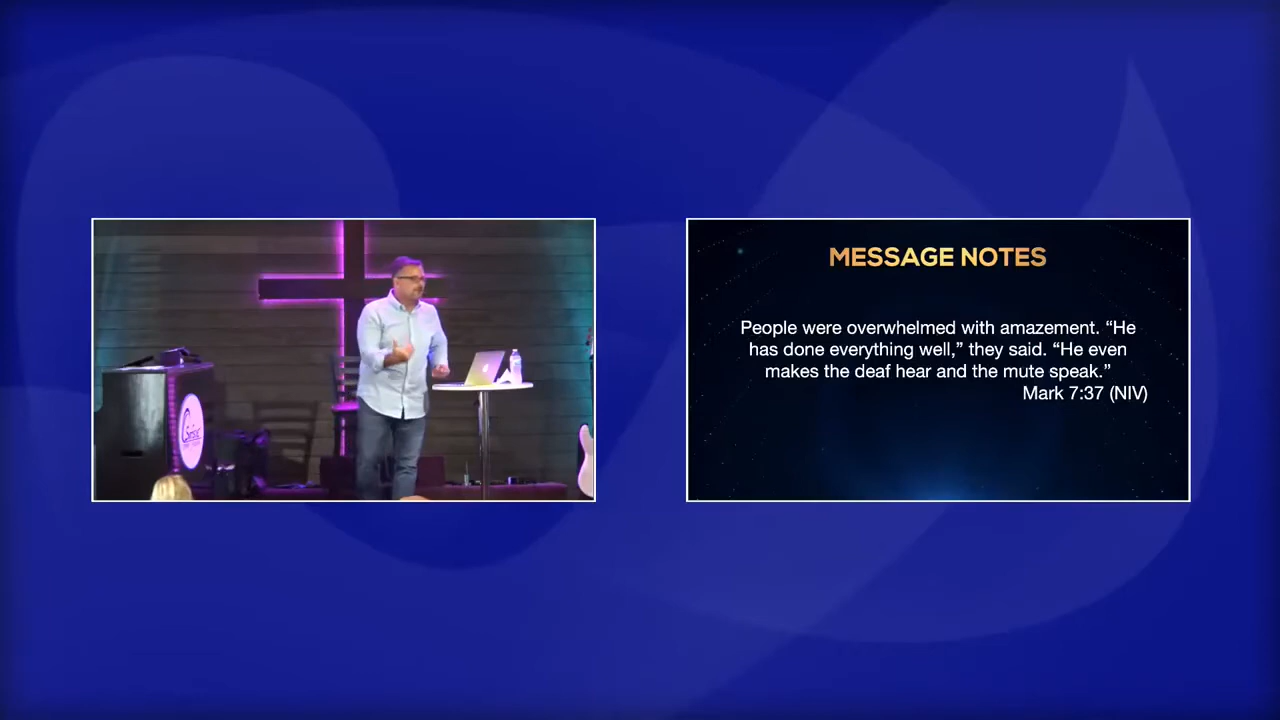 MESSAGE NOTES
People were overwhelmed with amazement. “He
has done everything well,” they said. “He even
makes the deaf hear and the mute speak.”
Mark 7:37 (NIV)